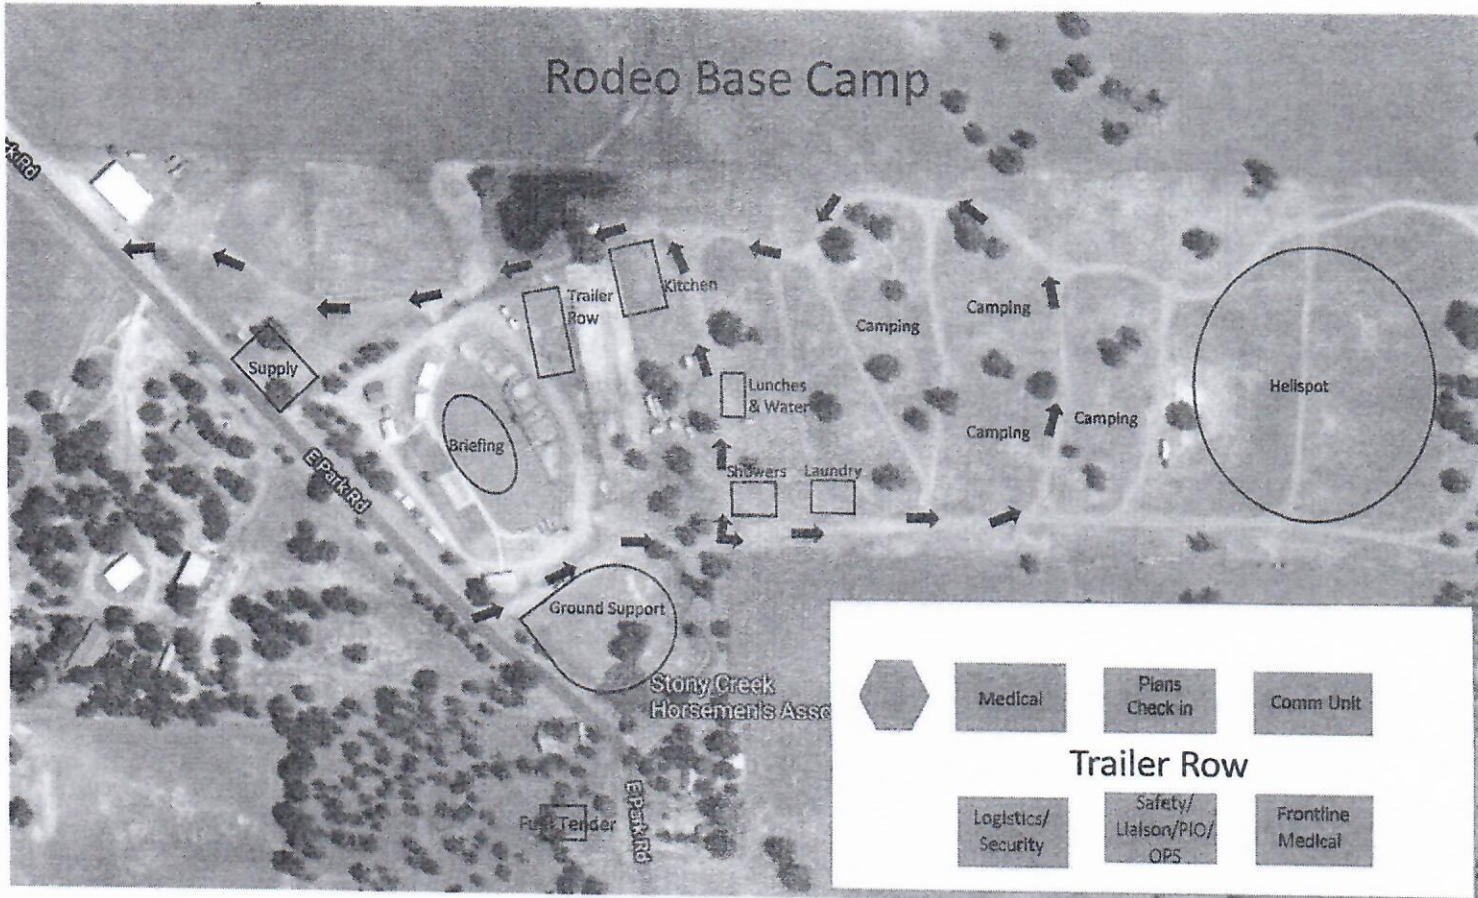 Rodeo Base Camp
rk Rd
Trailer
Row
Kitchen
Camping
Camping
Supply
Lunches
& Water
Helispot
Briefing
Camping
Camping
Showers
Laundry
E Park Rd
Ground Support
Stony Creek
Horsemen's Asso
E Park Rd
Fuel Tender
Medical
Plans
Check in
Comm Unit
Trailer Row
Logistics/
Security
Safety/
Liaison/PIO/
OPS
Frontline
Medical